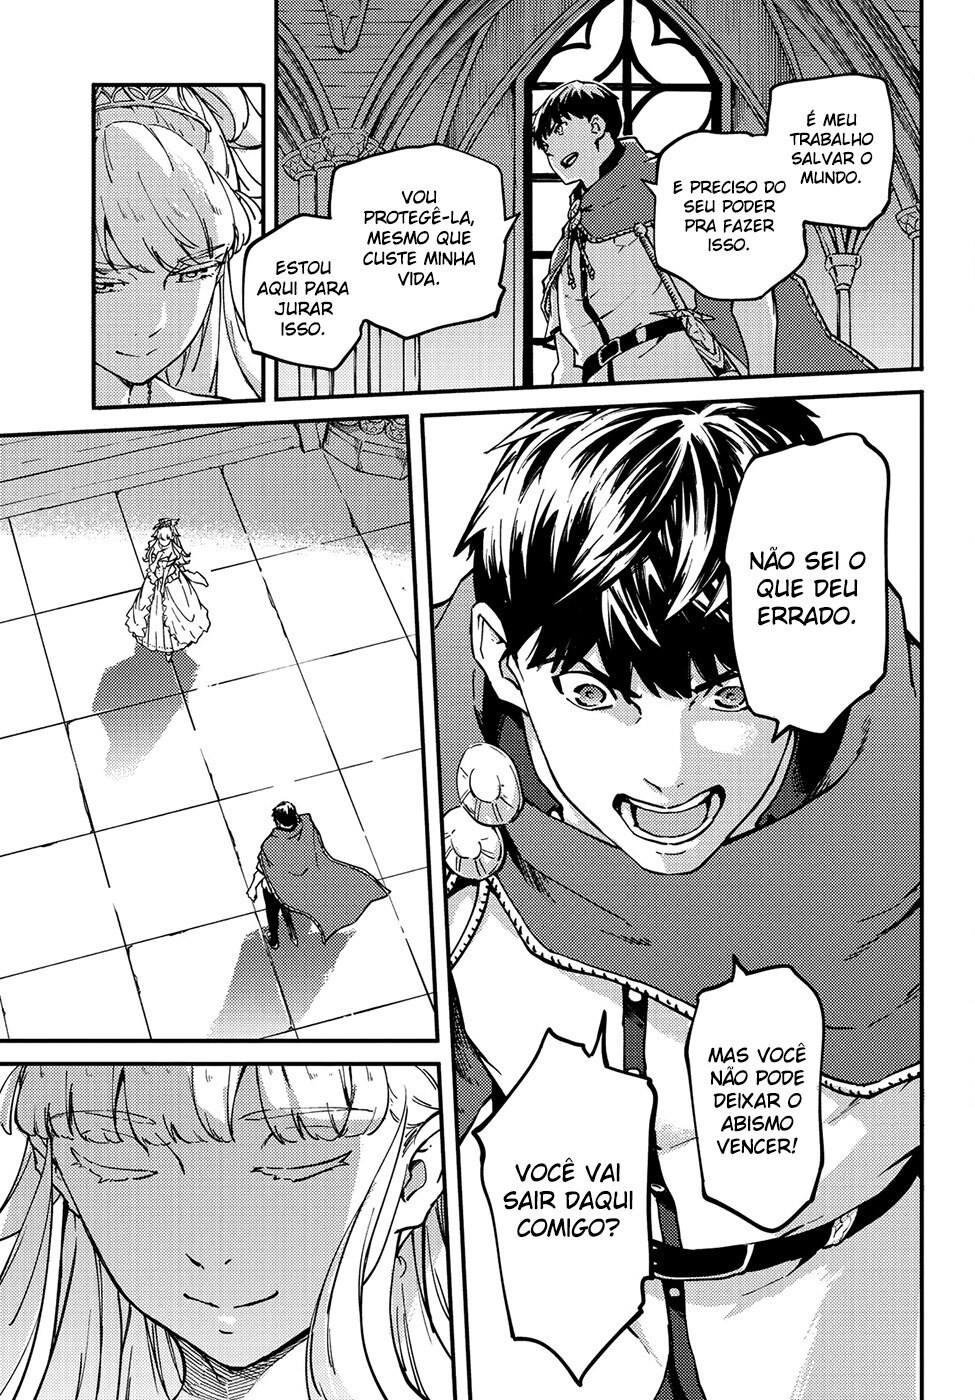 É MEU
TRABALHO
SALVAR O
MUNDO.
E PRECISO DO
SEU PODER
PRA FAZER
ISSO.
VOU
PROTEGÊ-LA,
MESMO QUE
CUSTE MINHA
VIDA.
ESTOU
AQUI PARA
JURAR
ISSO.
NÃO SEI O
QUE DEU
ERRADO.
MAS VOCÊ
NÃO PODE
DEIXAR O
ABISMO
VENCER!
VOCÊ VAI
SAIR DAQUI
COMIGO?